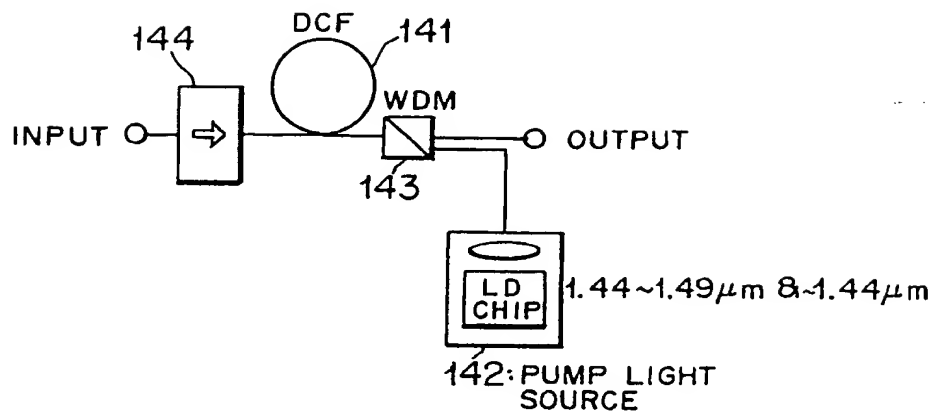 144
DCF
141
WDM
INPUT
OUTPUT
143
LD
CHIP
1.44~1.49μm &~1.44μm
142: PUMP LIGHT
SOURCE